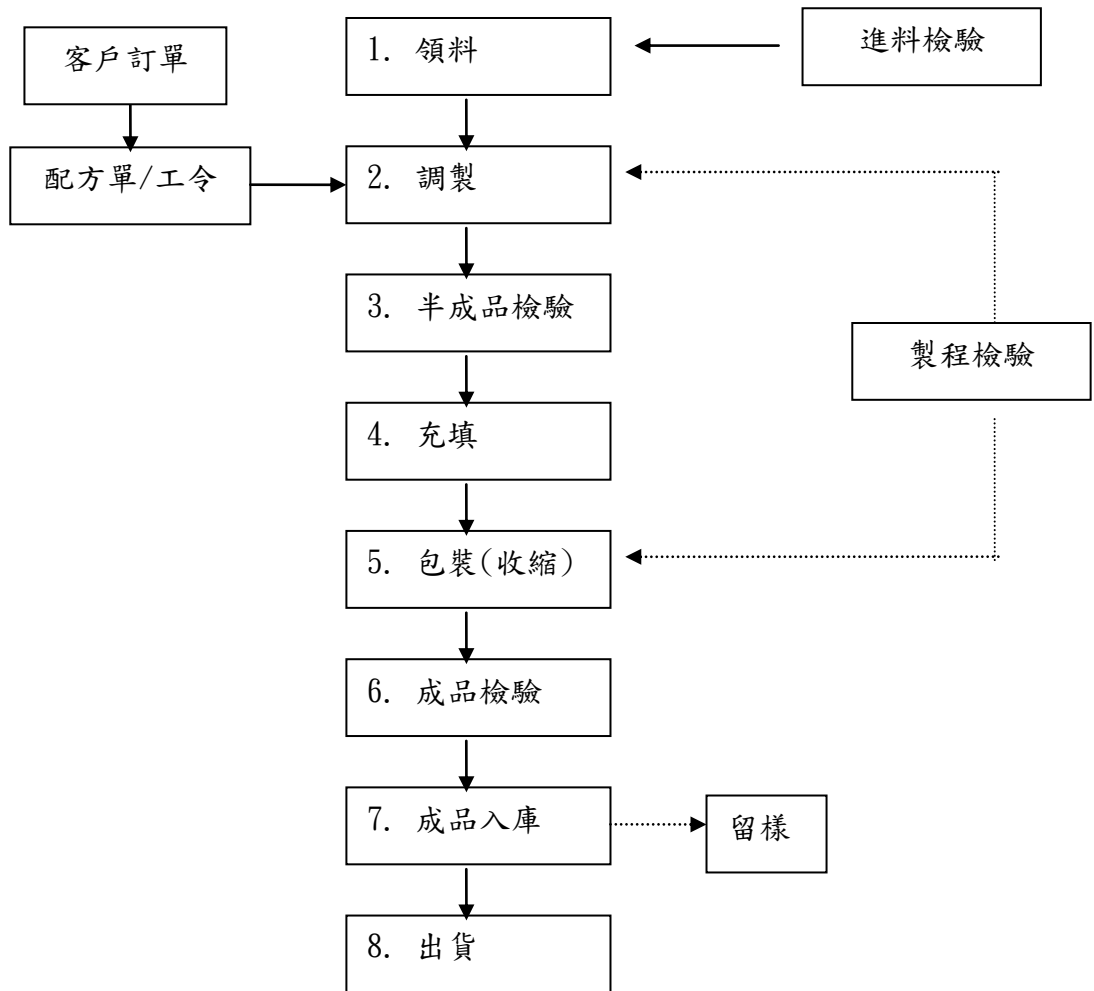 客戶訂單
1. 領料
進料檢驗
配方單/工令
2. 調製
3. 半成品檢驗
製程檢驗
4. 充填
5. 包裝(收縮)
6. 成品檢驗
7. 成品入庫
留樣
8. 出貨